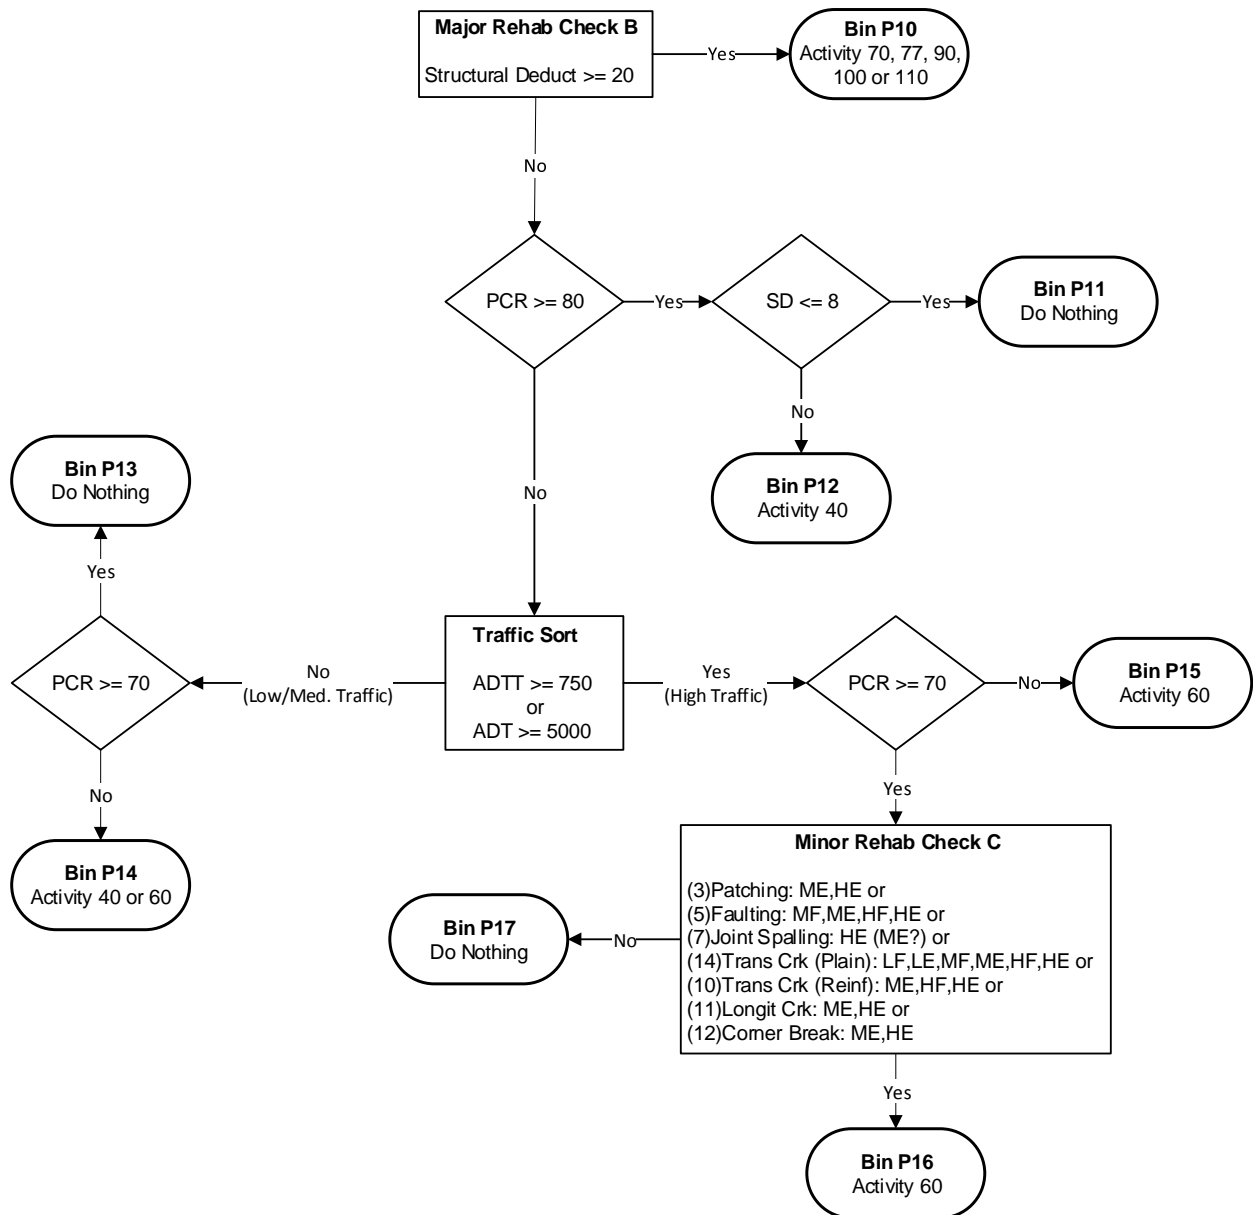 Major Rehab Check B
Structural Deduct >= 20
Yes
Bin P10
Activity 70, 77, 90,
100 or 110
No
PCR >= 80
Yes
SD <= 8
Yes
Bin P11
Do Nothing
No
Bin P12
Activity 40
No
Bin P13
Do Nothing
Yes
PCR >= 70
No
(Low/Med. Traffic)
Traffic Sort
ADTT >= 750
or
ADT >= 5000
Yes
(High Traffic)
PCR >= 70
No
Bin P15
Activity 60
No
Bin P14
Activity 40 or 60
Yes
Minor Rehab Check C
(3)Patching: ME,HE or
(5)Faulting: MF,ME,HF,HE or
(7)Joint Spalling: HE (ME?) or
(14)Trans Crk (Plain): LF,LE,MF,ME,HF,HE or
(10)Trans Crk (Reinf): ME,HF,HE or
(11)Longit Crk: ME,HE or
(12)Corner Break: ME,HE
No
Bin P17
Do Nothing
Yes
Bin P16
Activity 60